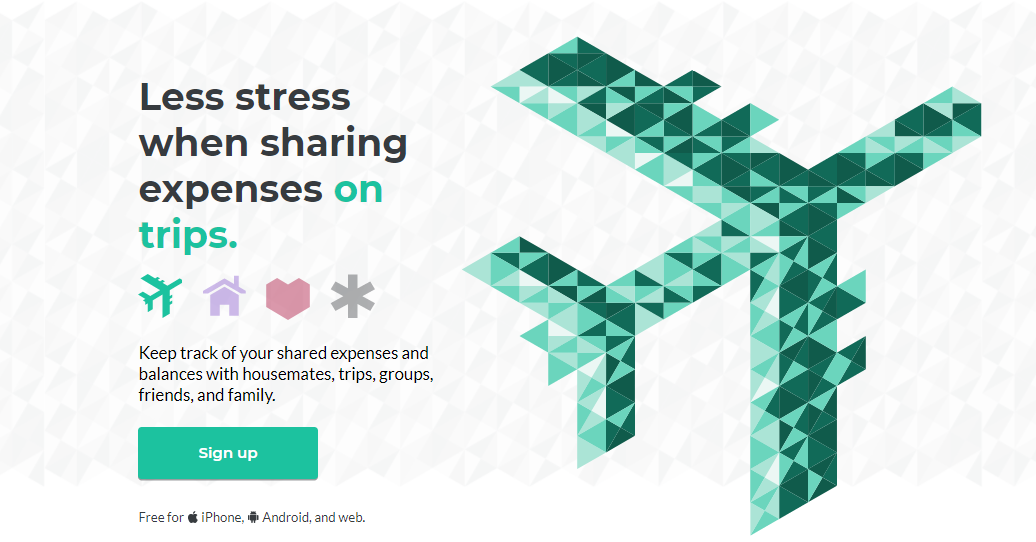 Less stress
when sharing
expenses on
trips.
Keep track of your shared expenses and
balances with housemates, trips, groups,
friends, and family.
Sign up
Free for iPhone, Android, and web.